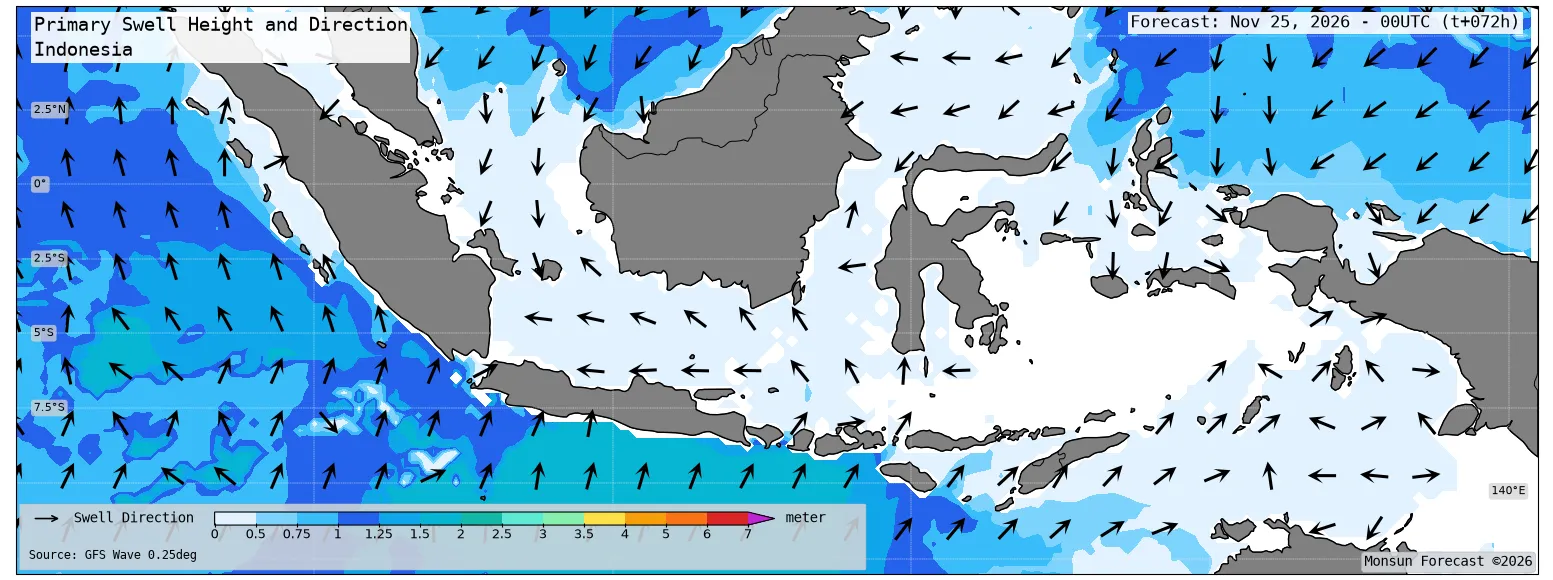 Primary Swell Height and Direction
Indonesia
Forecast: Nov 25, 2026 - 00UTC (t+072h)
2.5°N
0°
2.5°S
5°S
7.5°S
140°E
Swell Direction
meter
0 0.5 0.75 1 1.25 1.5 2 2.5 3 3.5 4 5 6 7
Source: GFS Wave 0.25deg
Monsun Forecast ©2026